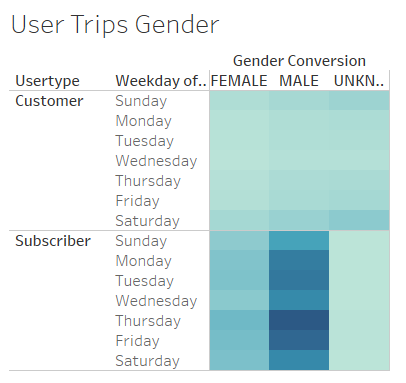 User Trips Gender
Gender Conversion
Usertype Weekday of.. FEMALE MALE UNKN..
Customer Sunday
Monday
Tuesday
Wednesday
Thursday
Friday
Saturday
Subscriber Sunday
Monday
Tuesday
Wednesday
Thursday
Friday
Saturday